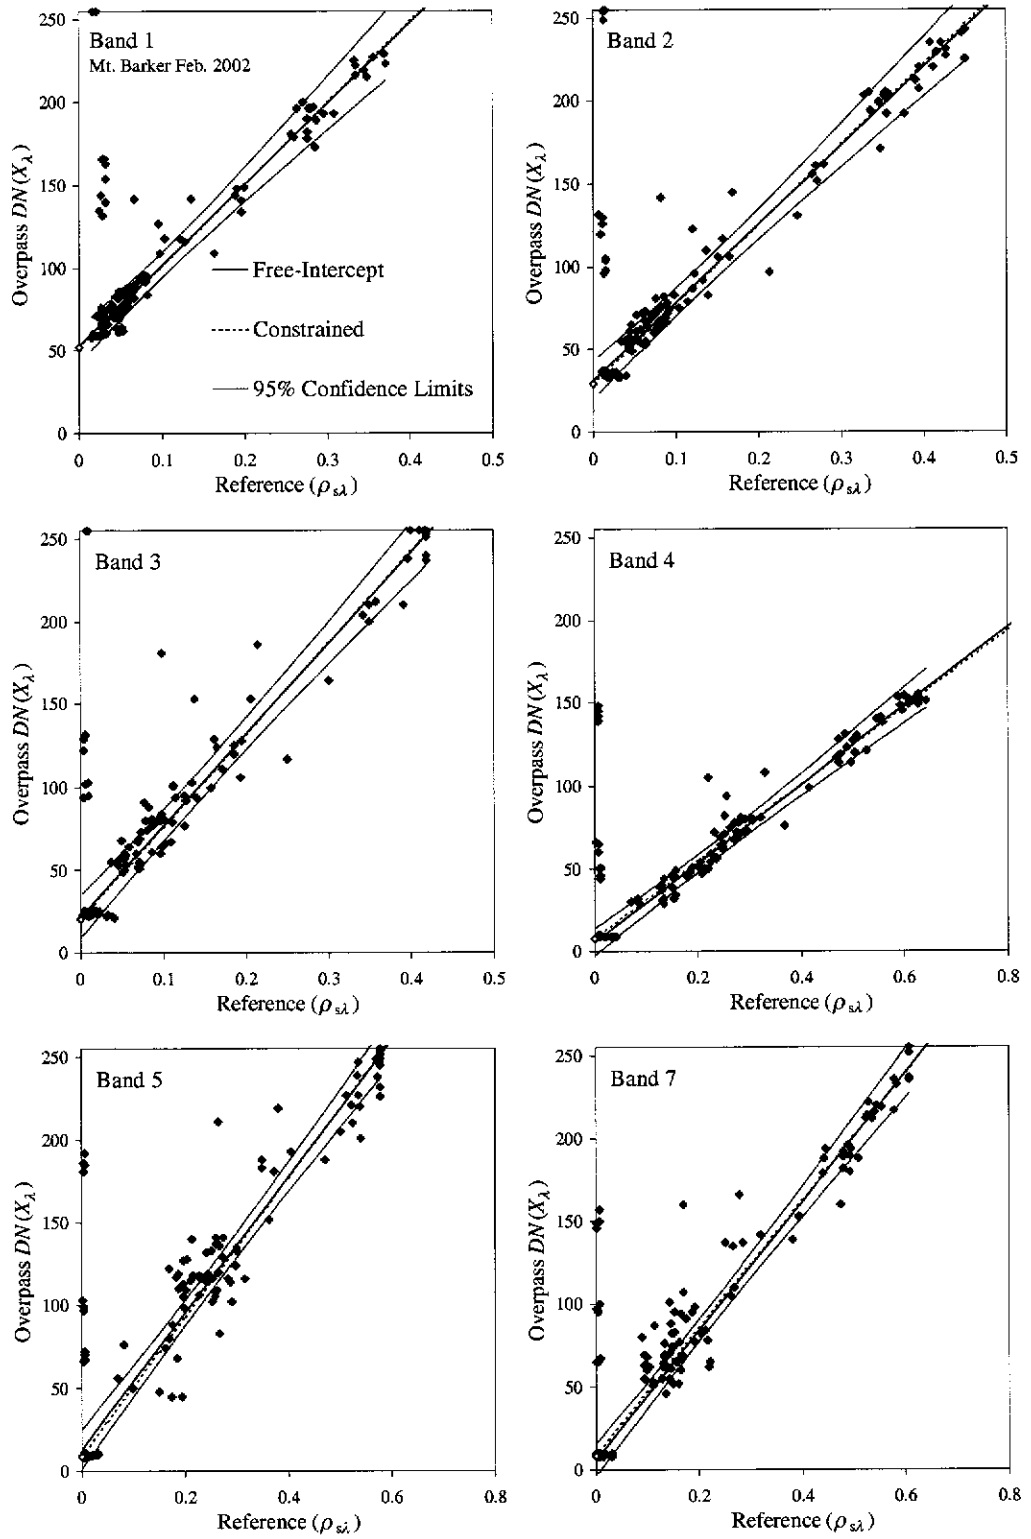 Band 1
Mt. Barker Feb. 2002
250
200
150
100
50
0
Overpass DN(Xλ)
Free-Intercept
Constrained
95% Confidence Limits
0 0.1 0.2 0.3 0.4 0.5
Reference (ρsλ)
Band 2
250
200
150
100
50
0
Overpass DN(Xλ)
0 0.1 0.2 0.3 0.4 0.5
Reference (ρsλ)
Band 3
250
200
150
100
50
0
Overpass DN(Xλ)
0 0.1 0.2 0.3 0.4 0.5
Reference (ρsλ)
Band 4
250
200
150
100
50
0
Overpass DN(Xλ)
0 0.2 0.4 0.6 0.8
Reference (ρsλ)
Band 5
250
200
150
100
50
0
Overpass DN(Xλ)
0 0.2 0.4 0.6 0.8
Reference (ρsλ)
Band 7
250
200
150
100
50
0
Overpass DN(Xλ)
0 0.2 0.4 0.6 0.8
Reference (ρsλ)